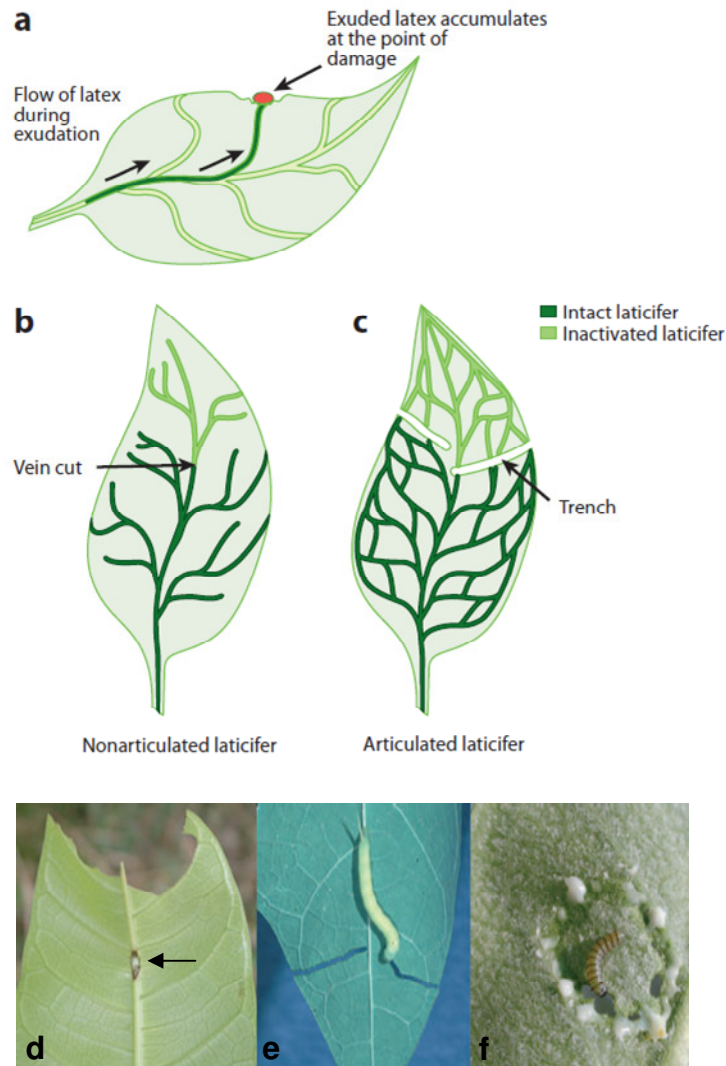 a
Exuded latex accumulates
at the point of
damage
Flow of latex
during
exudation
b
c
Intact laticifer
Inactivated laticifer
Vein cut
Trench
Nonarticulated laticifer
Articulated laticifer
d
e
f